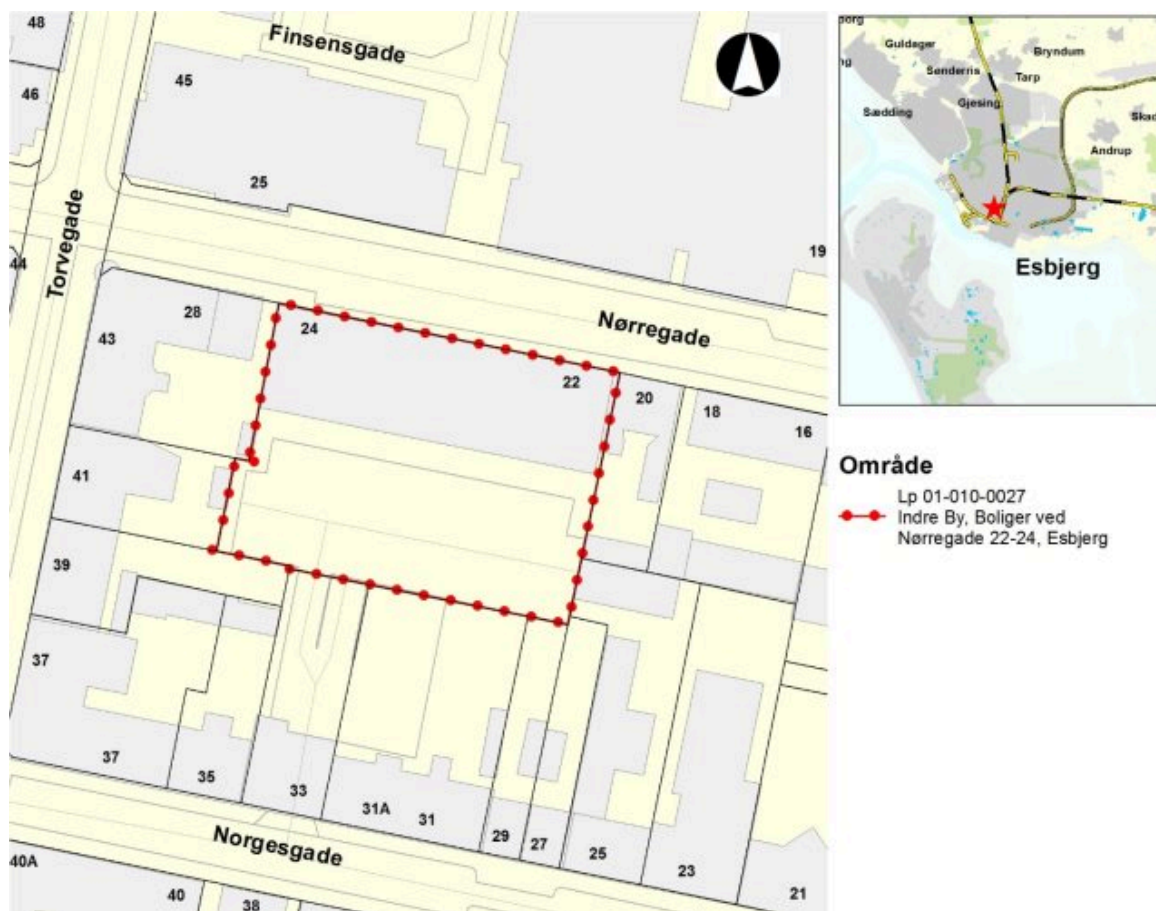 48
Finsensgade
45
46
25
19
44
Torvegade
28
24
Nørregade
43
22
20
18
16
41
39
37
37
35
33
31A
31
29
27
25
23
21
Norgesgade
40A
40
38
Guldager
Bryndum
Sønderris
Tarp
Gjesing
Sædding
Andrup
Esbjerg
Område
Lp 01-010-0027
Indre By, Boliger ved
Nørregade 22-24, Esbjerg